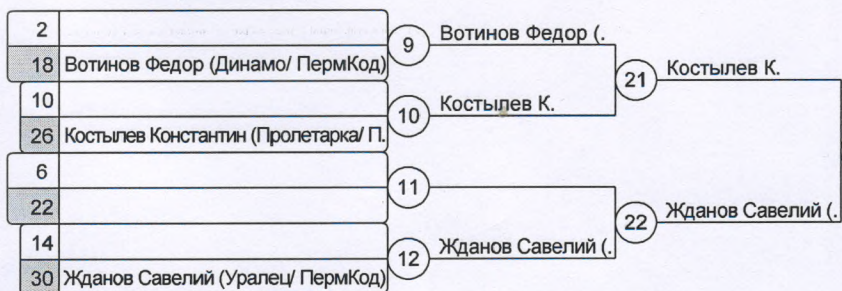 2
18 Вотинов Федор (Динамо/ ПермКод)
10
26 Костылев Константин (Пролетарка/ П.
6
22
14
30 Жданов Савелий (Уралец/ ПермКод)
9 Вотинов Федор (.
10 Костылев К.
11
12 Жданов Савелий (.
21 Костылев К.
22 Жданов Савелий (.